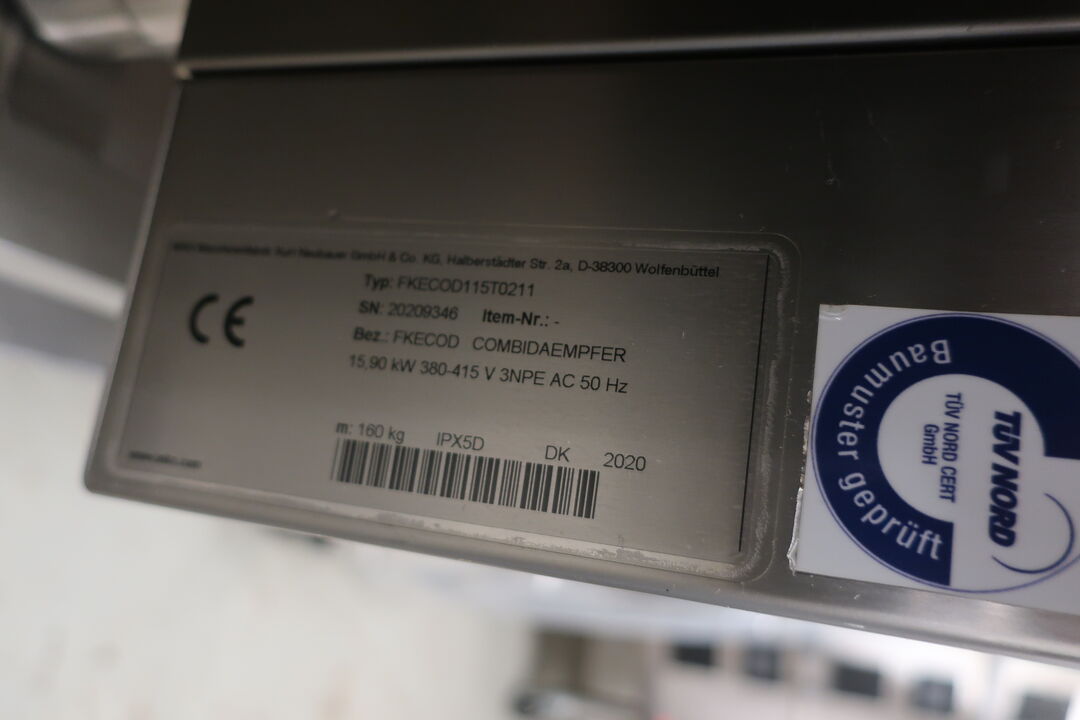 Maschinenfabrik Kurt Neubauer GmbH & Co. KG, Halberstädter Str. 2a, D-38300 Wolfenbüttel
Typ: FKECOD115T0211
SN: 20209346 Item-Nr.: -
Bez.: FKECOD COMBIDAEMPFER
15,90 kW 380-415 V 3NPE AC 50 Hz
m: 160 kg IPX5D DK 2020
CE
Baumuster geprüft
TÜV NORD CERT
GmbH
TÜV NORD